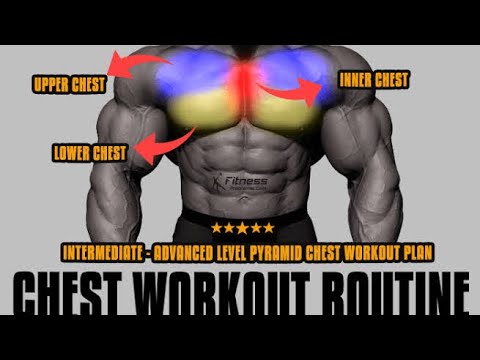 UPPER CHEST
INNER CHEST
LOWER CHEST
Fitness
INTERMEDIATE - ADVANCED LEVEL PYRAMID CHEST WORKOUT PLAN
CHEST WORKOUT ROUTINE